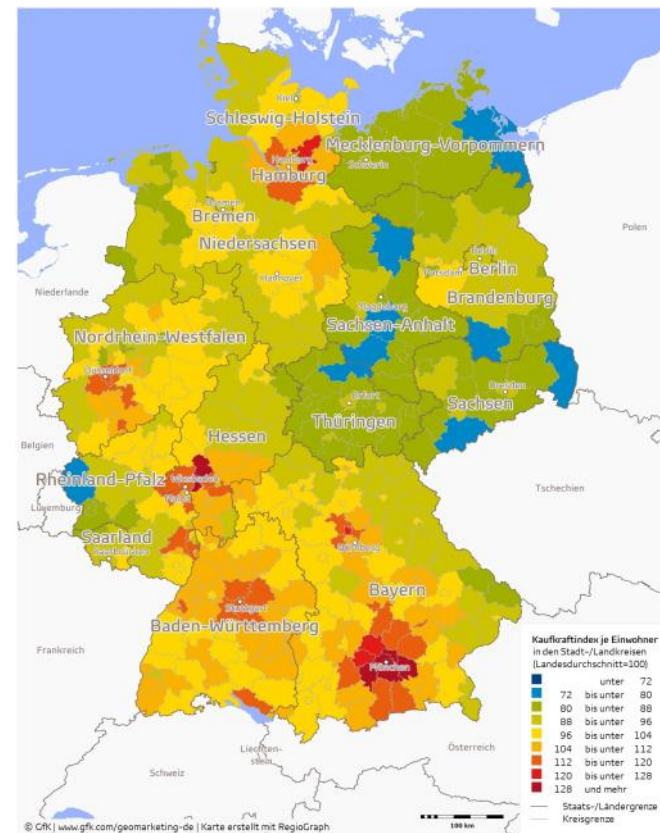 Kiel
Schleswig-Holstein
Mecklenburg-Vorpommern
Schwerin
Hamburg
Hamburg
Bremen
Bremen
Niedersachsen
Polen
Berlin
Berlin
Potsdam
Hannover
Brandenburg
Niederlande
Magdeburg
Sachsen-Anhalt
Nordrhein-Westfalen
Düsseldorf
Erfurt
Dresden
Sachsen
Thüringen
Hessen
Belgien
Rheinland-Pfalz
Wiesbaden
Mainz
Tschechien
Luxemburg
Saarland
Saarbrücken
Nürnberg
Bayern
Stuttgart
Baden-Württemberg
Frankreich
München
Kaufkraftindex je Einwohner
in den Stadt-/Landkreisen
(Landesdurchschnitt=100)
unter 72
72 bis unter 80
80 bis unter 88
88 bis unter 96
96 bis unter 104
104 bis unter 112
112 bis unter 120
120 bis unter 128
128 und mehr
Staats-/Ländergrenze
Kreisgrenze
Liechten-
stein
Österreich
Schweiz
© GfK | www.gfk.com/geomarketing-de | Karte erstellt mit RegioGraph
100 km